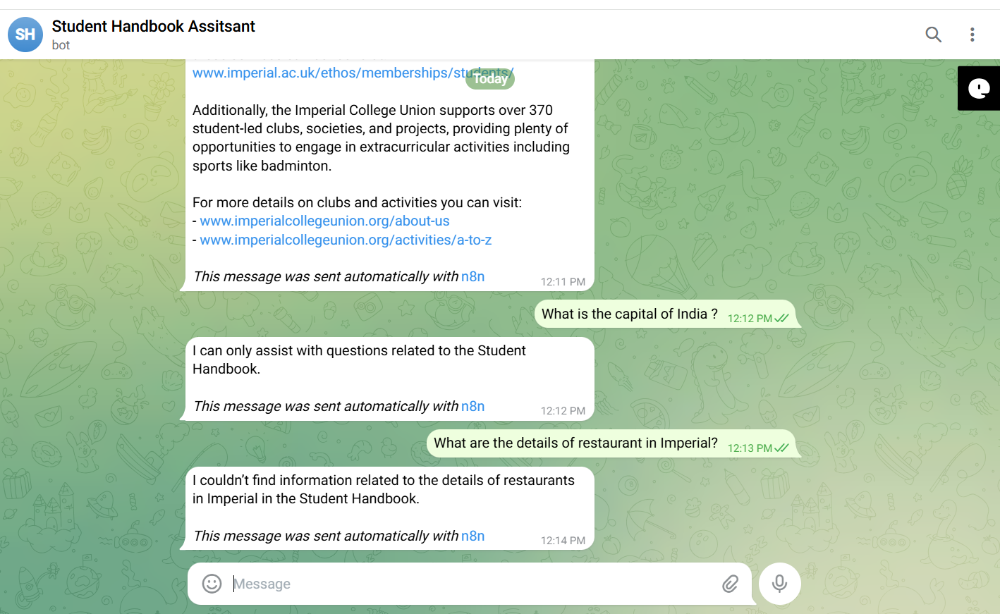 SH
Student Handbook Assitsant
bot
www.imperial.ac.uk/ethos/memberships/students/
Today
Additionally, the Imperial College Union supports over 370
student-led clubs, societies, and projects, providing plenty of
opportunities to engage in extracurricular activities including
sports like badminton.
For more details on clubs and activities you can visit:
- www.imperialcollegeunion.org/about-us
- www.imperialcollegeunion.org/activities/a-to-z
This message was sent automatically with n8n
12:11 PM
What is the capital of India ?
12:12 PM
I can only assist with questions related to the Student
Handbook.
This message was sent automatically with n8n
12:12 PM
What are the details of restaurant in Imperial?
12:13 PM
I couldn’t find information related to the details of restaurants
in Imperial in the Student Handbook.
This message was sent automatically with n8n
12:14 PM
Message